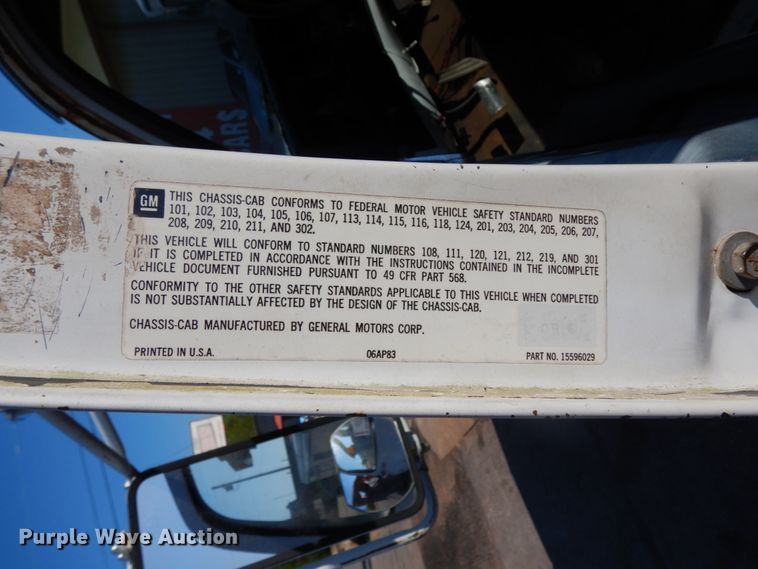 CARS
GM
THIS CHASSIS-CAB CONFORMS TO FEDERAL MOTOR VEHICLE SAFETY STANDARD NUMBERS
101, 102, 103, 104, 105, 106, 107, 113, 114, 115, 116, 118, 124, 201, 203, 204, 205, 206, 207,
208, 209, 210, 211, AND 302.
THIS VEHICLE WILL CONFORM TO STANDARD NUMBERS 108, 111, 120, 121, 212, 219, AND 301
IF IT IS COMPLETED IN ACCORDANCE WITH THE INSTRUCTIONS CONTAINED IN THE INCOMPLETE
VEHICLE DOCUMENT FURNISHED PURSUANT TO 49 CFR PART 568.
CONFORMITY TO THE OTHER SAFETY STANDARDS APPLICABLE TO THIS VEHICLE WHEN COMPLETED
IS NOT SUBSTANTIALLY AFFECTED BY THE DESIGN OF THE CHASSIS-CAB.
CHASSIS-CAB MANUFACTURED BY GENERAL MOTORS CORP.
PRINTED IN U.S.A. 06AP83 PART NO. 15596029
Purple Wave Auction